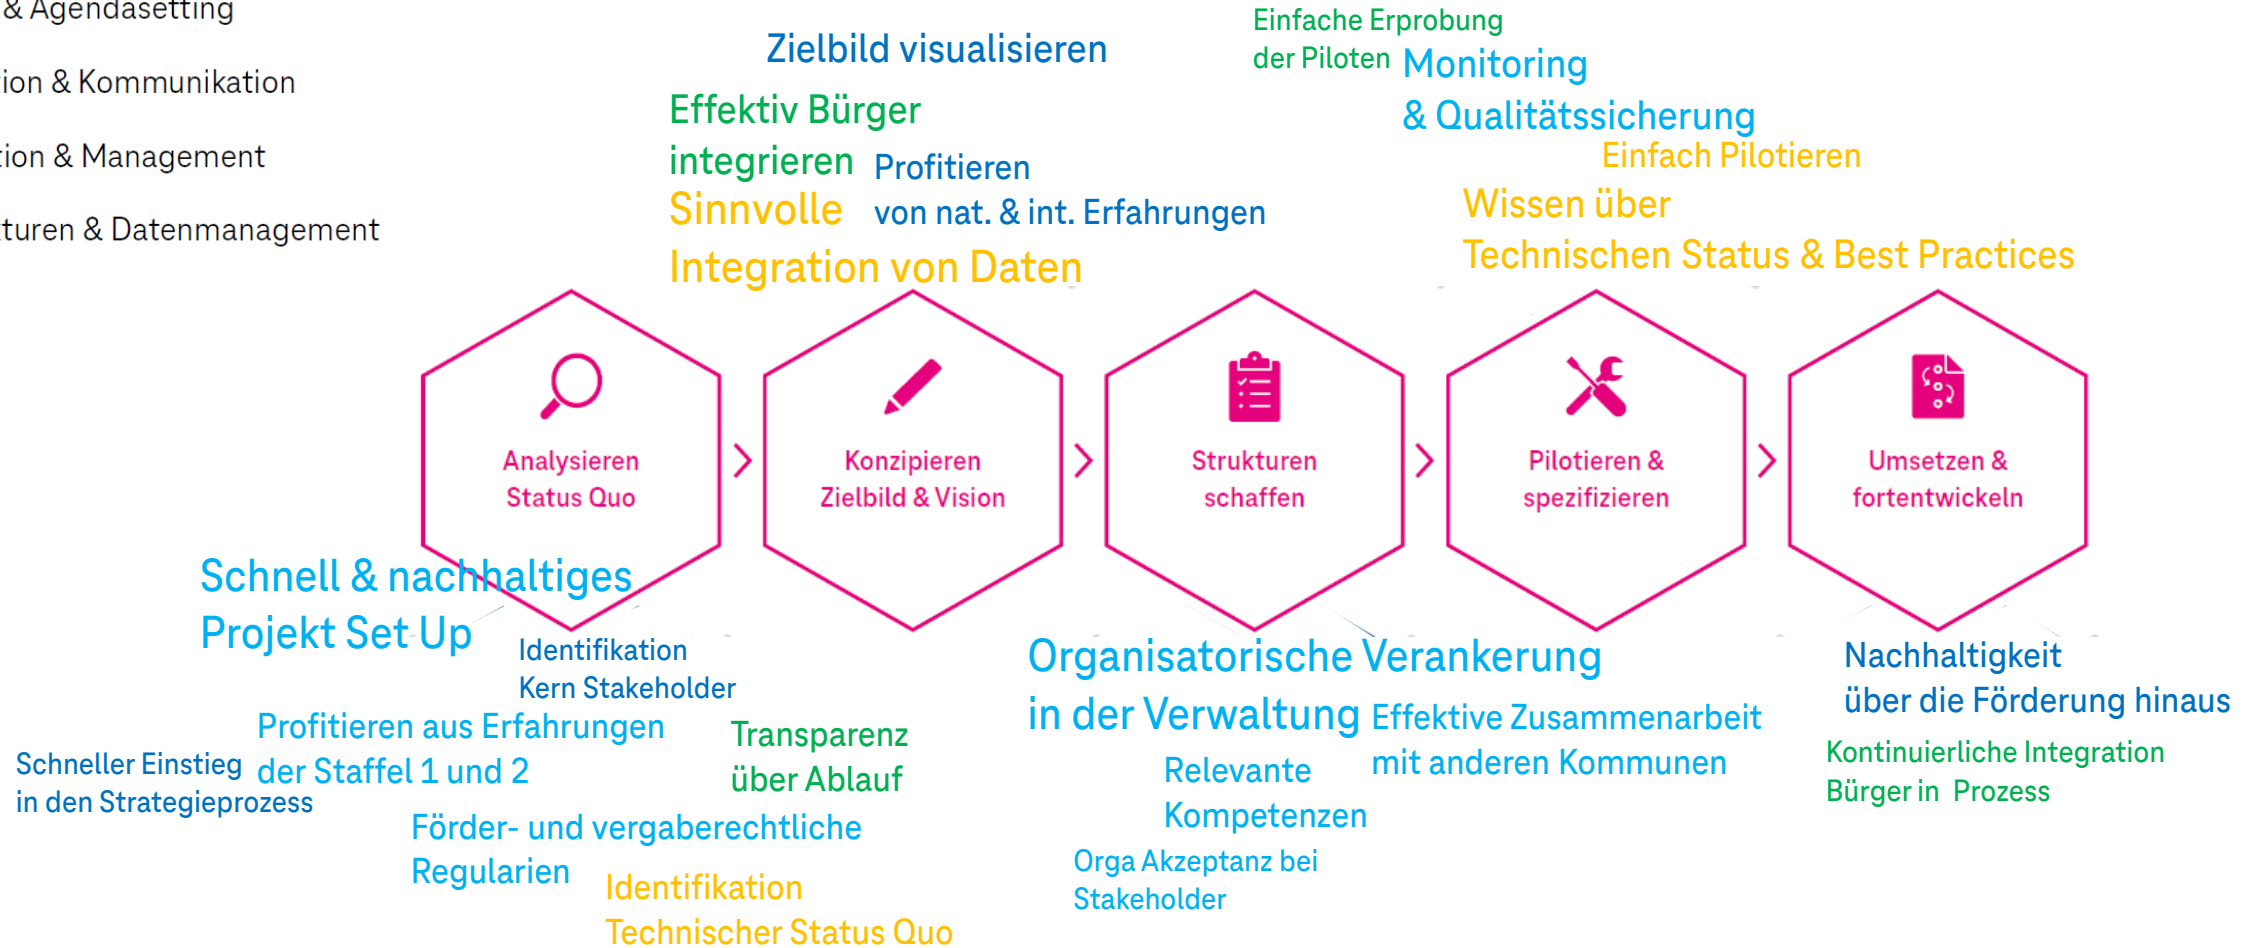 & Agendasetting
& Kommunikation
& Management
& Datenmanagement
Zielbild visualisieren
Effektiv Bürger
integrieren
Profitieren
von nat. & int. Erfahrungen
Sinnvolle
Integration von Daten
Einfache Erprobung
der Piloten
Monitoring
& Qualitätssicherung
Einfach Pilotieren
Wissen über
Technischen Status & Best Practices
Analysieren
Status Quo
Konzipieren
Zielbild & Vision
Strukturen
schaffen
Pilotieren &
spezifizieren
Umsetzen &
fortentwickeln
Schnell & nachhaltiges
Projekt Set Up
Identifikation
Kern Stakeholder
Profitieren aus Erfahrungen
der Staffel 1 und 2
Schneller Einstieg
in den Strategieprozess
Transparenz
über Ablauf
Förder- und vergaberechtliche
Regularien
Identifikation
Technischer Status Quo
Organisatorische Verankerung
in der Verwaltung
Effektive Zusammenarbeit
mit anderen Kommunen
Relevante
Kompetenzen
Orga Akzeptanz bei
Stakeholder
Nachhaltigkeit
über die Förderung hinaus
Kontinuierliche Integration
Bürger in Prozess